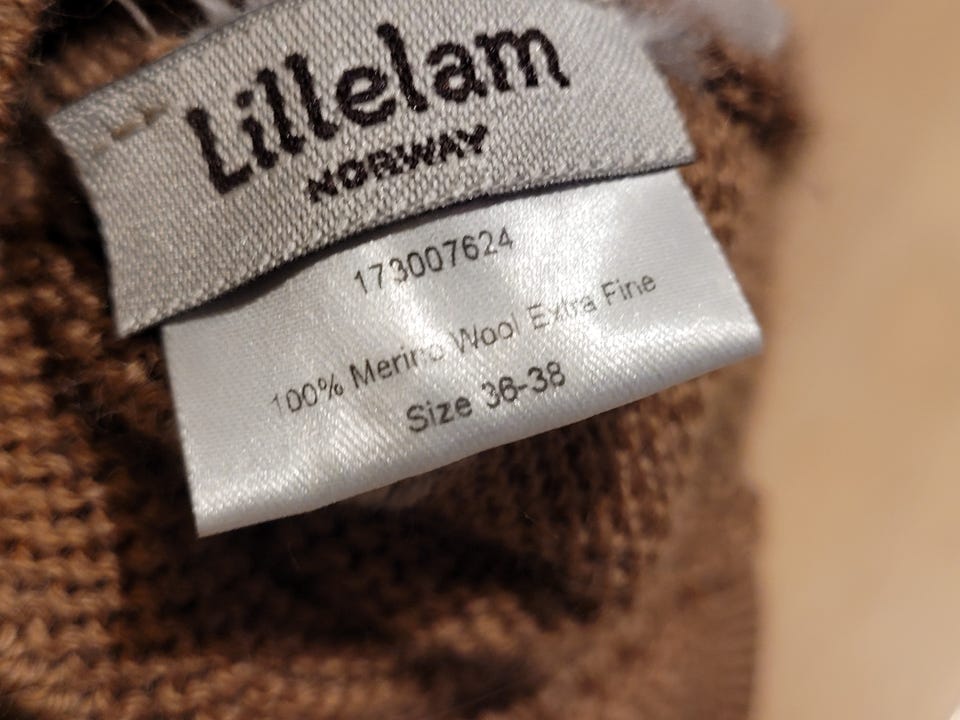 Lillelam
NORWAY
173007624
100% Merino Wool Extra Fine
Size 36-38